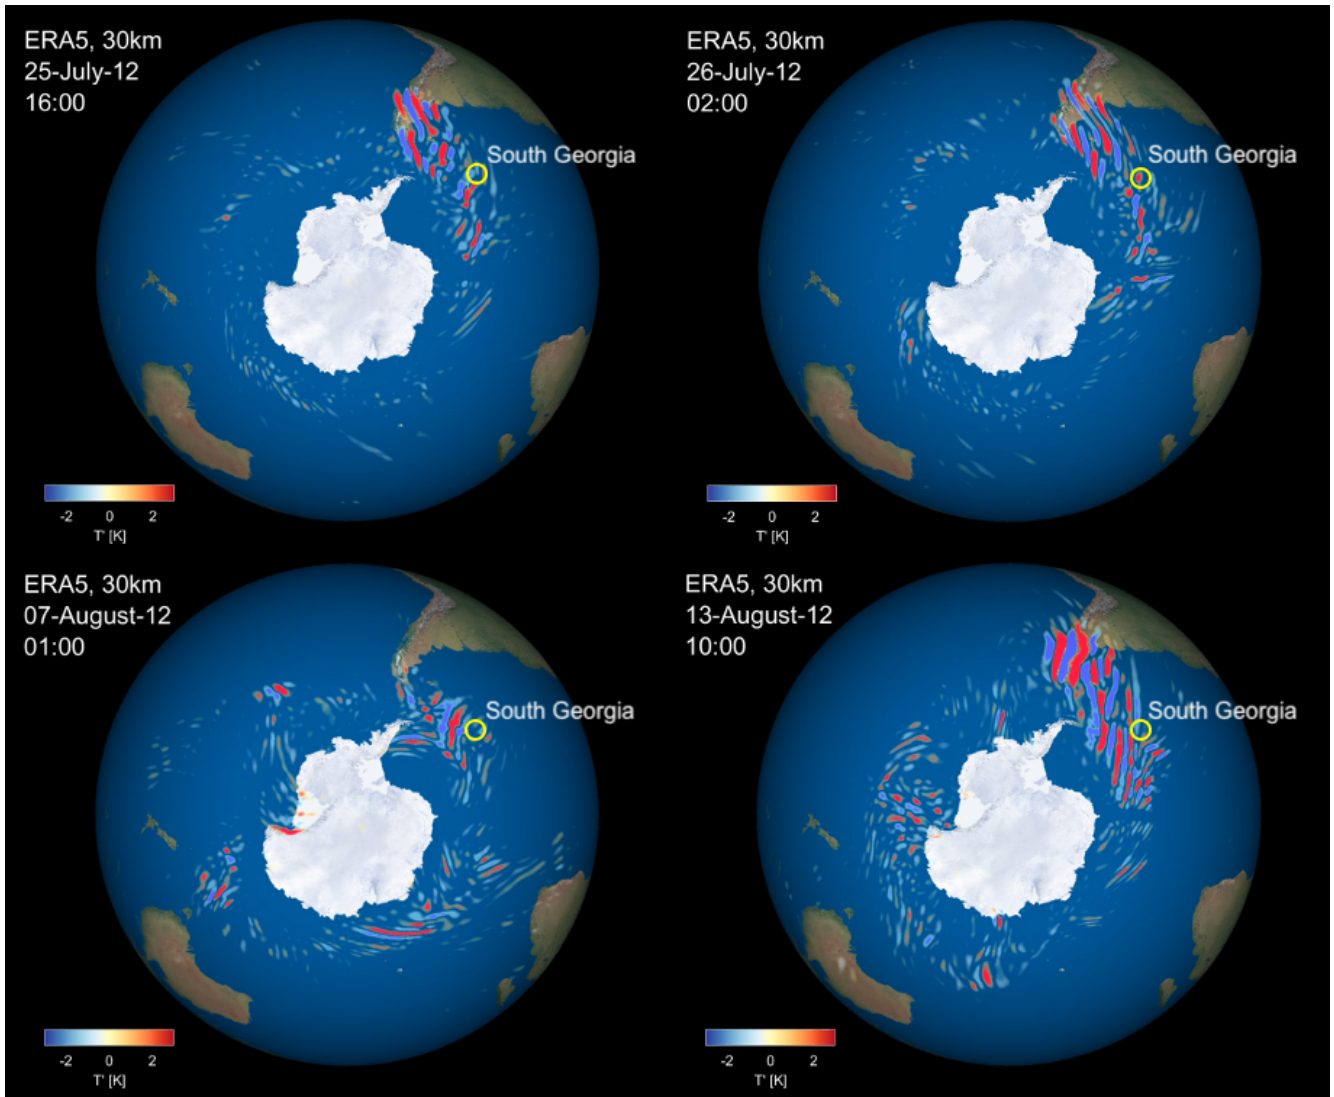 ERA5, 30km
25-July-12
16:00
South Georgia
-2 0 2
T' [K]
ERA5, 30km
26-July-12
02:00
South Georgia
-2 0 2
T' [K]
ERA5, 30km
07-August-12
01:00
South Georgia
-2 0 2
T' [K]
ERA5, 30km
13-August-12
10:00
South Georgia
-2 0 2
T' [K]